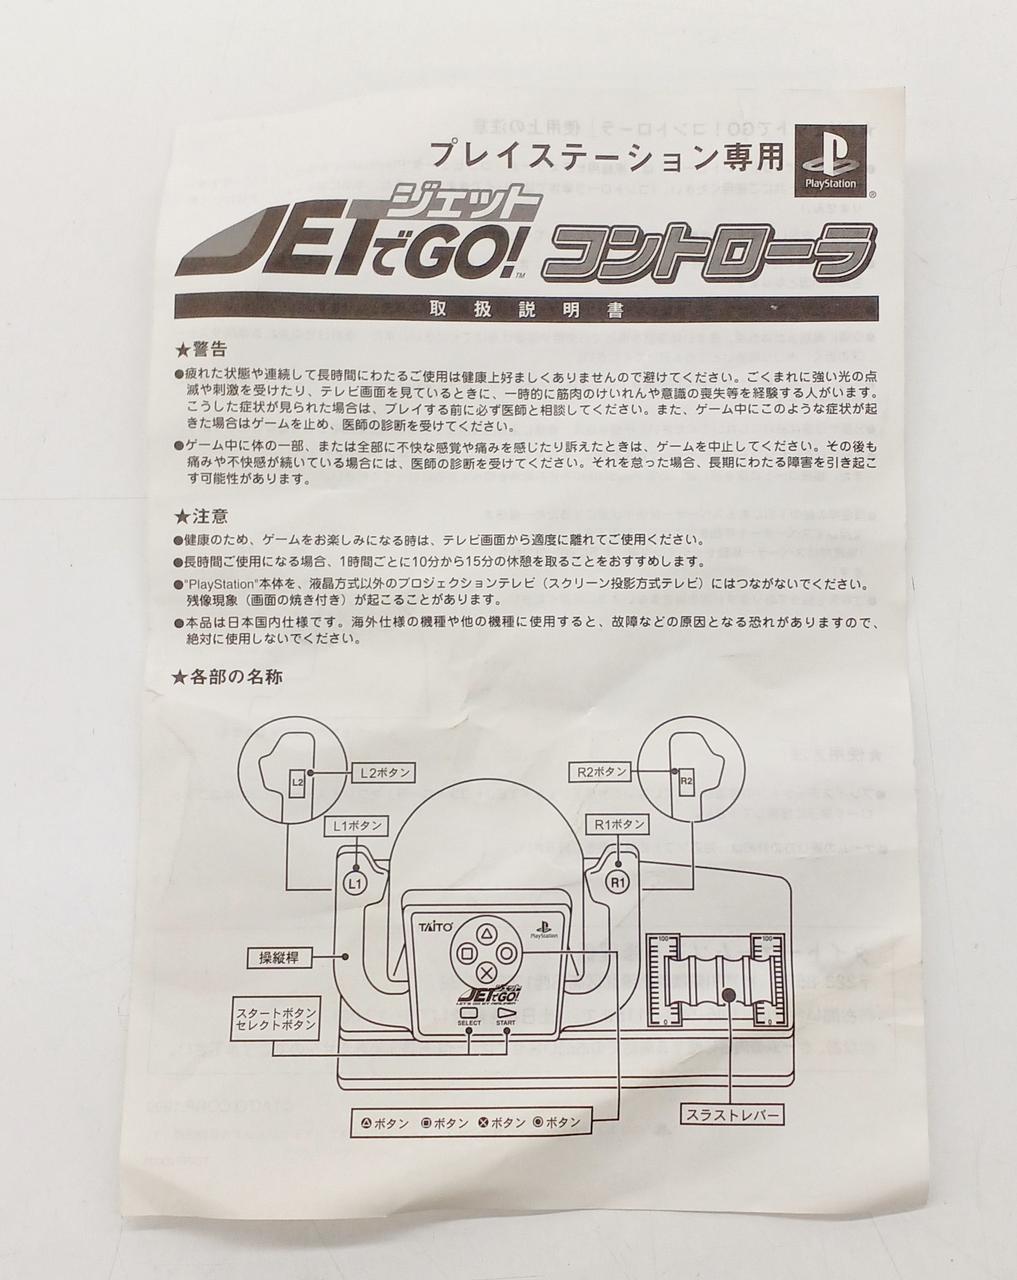 プレイステーション専用
PlayStation
®
ジェット
JETでGO!
TM
コントローラ
取扱説明書
★警告
●疲れた状態や連続して長時間にわたるご使用は健康上好ましくありませんので避けてください。ごくまれに強い光の点
滅や刺激を受けたり、テレビ画面を見ているときに、一時的に筋肉のけいれんや意識の喪失等を経験する人がいます。
こうした症状が見られた場合は、プレイする前に必ず医師と相談してください。また、ゲーム中にこのような症状が起
きた場合はゲームを止め、医師の診断を受けてください。
●ゲーム中に体の一部、または全部に不快な感覚や痛みを感じたり訴えたときは、ゲームを中止してください。その後も
痛みや不快感が続いている場合には、医師の診断を受けてください。それを怠った場合、長期にわたる障害を引き起こ
す可能性があります。
★注意
●健康のため、ゲームをお楽しみになる時は、テレビ画面から適度に離れてご使用ください。
●長時間ご使用になる場合、1時間ごとに10分から15分の休憩を取ることをおすすめします。
●"PlayStation"本体を、液晶方式以外のプロジェクションテレビ（スクリーン投影方式テレビ）にはつながないでください。
残像現象（画面の焼き付き）が起こることがあります。
●本品は日本国内仕様です。海外仕様の機種や他の機種に使用すると、故障などの原因となる恐れがありますので、
絶対に使用しないでください。
★各部の名称
L2
L2ボタン
R2ボタン
R2
L1ボタン
R1ボタン
L1
R1
TAITO
PlayStation
100
100
操縦桿
ジェット
JETでGO!
スタートボタン
セレクトボタン
SELECT
START
△ボタン □ボタン ×ボタン ○ボタン
スラストレバー